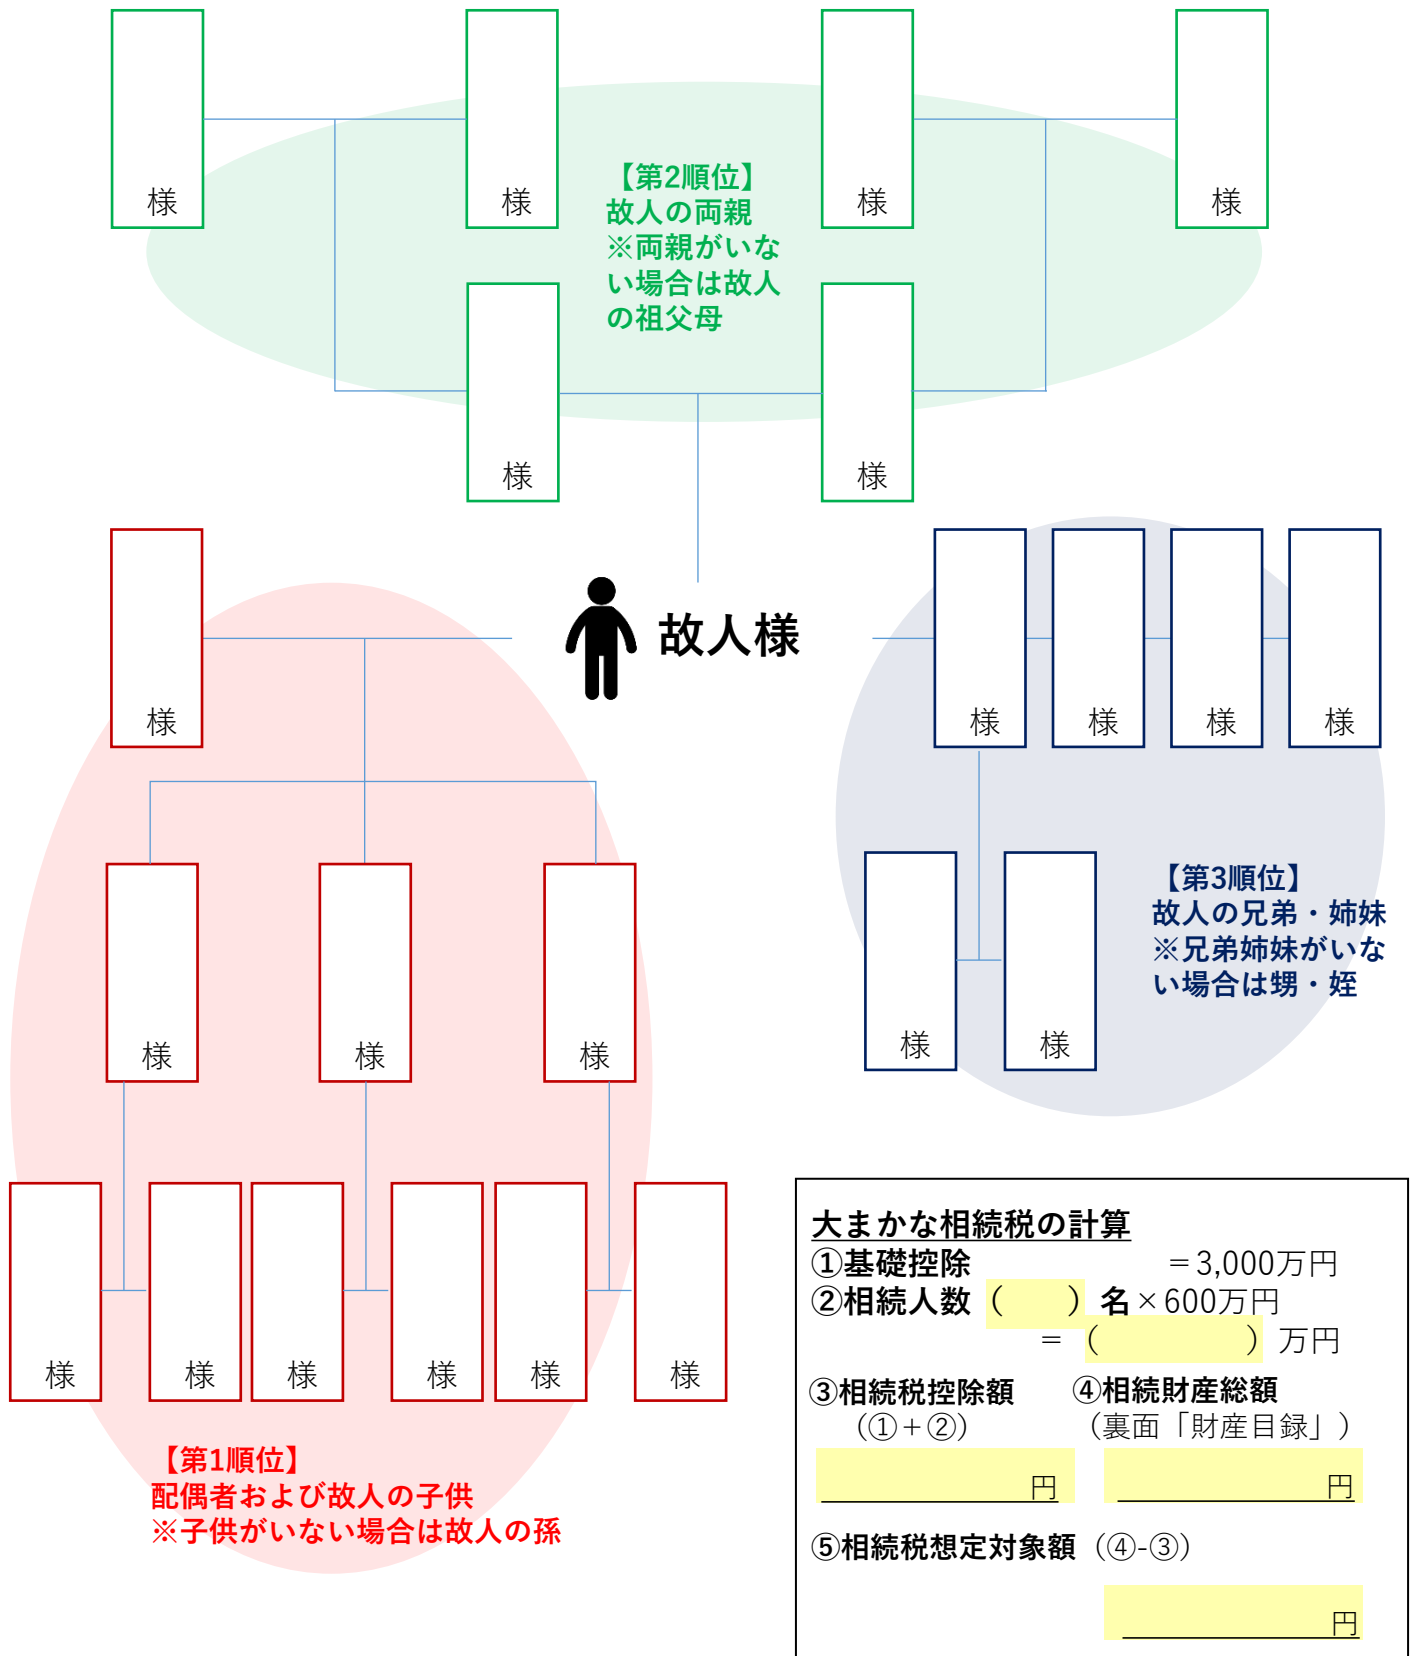 様
様
様
様
【第2順位】
故人の両親
※両親がいな
い場合は故人
の祖父母
様
様
故人様
様
様
様
様
様
様
様
様
【第3順位】
故人の兄弟・姉妹
※兄弟姉妹がいな
い場合は甥・姪
様
様
様
様
様
様
様
様
【第1順位】
配偶者および故人の子供
※子供がいない場合は故人の孫
大まかな相続税の計算
①基礎控除 ＝3,000万円
②相続人数（ ）名×600万円
＝（ ）万円
③相続税控除額 ④相続財産総額
（①＋②） （裏面「財産目録」）
円 円
⑤相続税想定対象額（④-③）
円